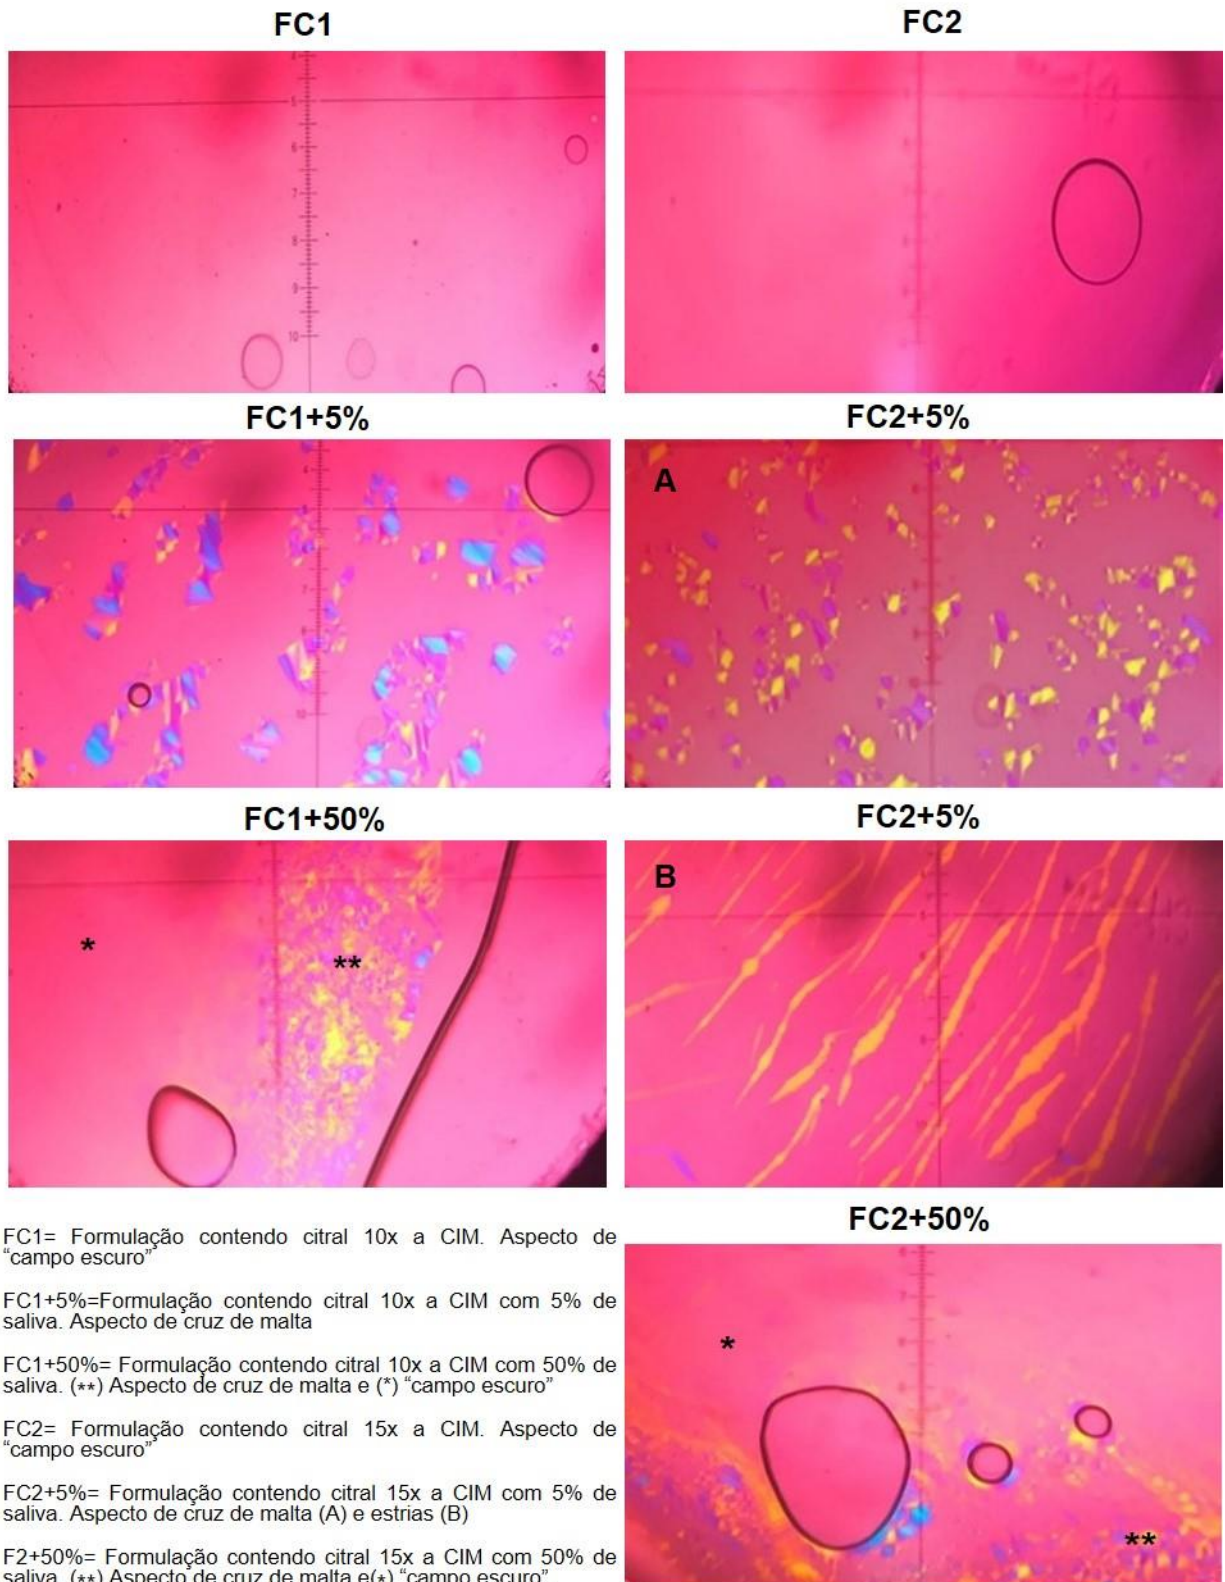 FC1
FC2
FC1+5%
FC2+5%
A
FC1+50%
FC2+5%
*
**
B
FC2+50%
*
**
FC1= Formulação contendo citral 10x a CIM. Aspecto de
“campo escuro”
FC1+5%=Formulação contendo citral 10x a CIM com 5% de
saliva. Aspecto de cruz de malta
FC1+50%= Formulação contendo citral 10x a CIM com 50% de
saliva. (**) Aspecto de cruz de malta e (*) “campo escuro”
FC2= Formulação contendo citral 15x a CIM. Aspecto de
“campo escuro”
FC2+5%= Formulação contendo citral 15x a CIM com 5% de
saliva. Aspecto de cruz de malta (A) e estrias (B)
F2+50%= Formulação contendo citral 15x a CIM com 50% de
saliva. (**) Aspecto de cruz de malta e(*) “campo escuro”